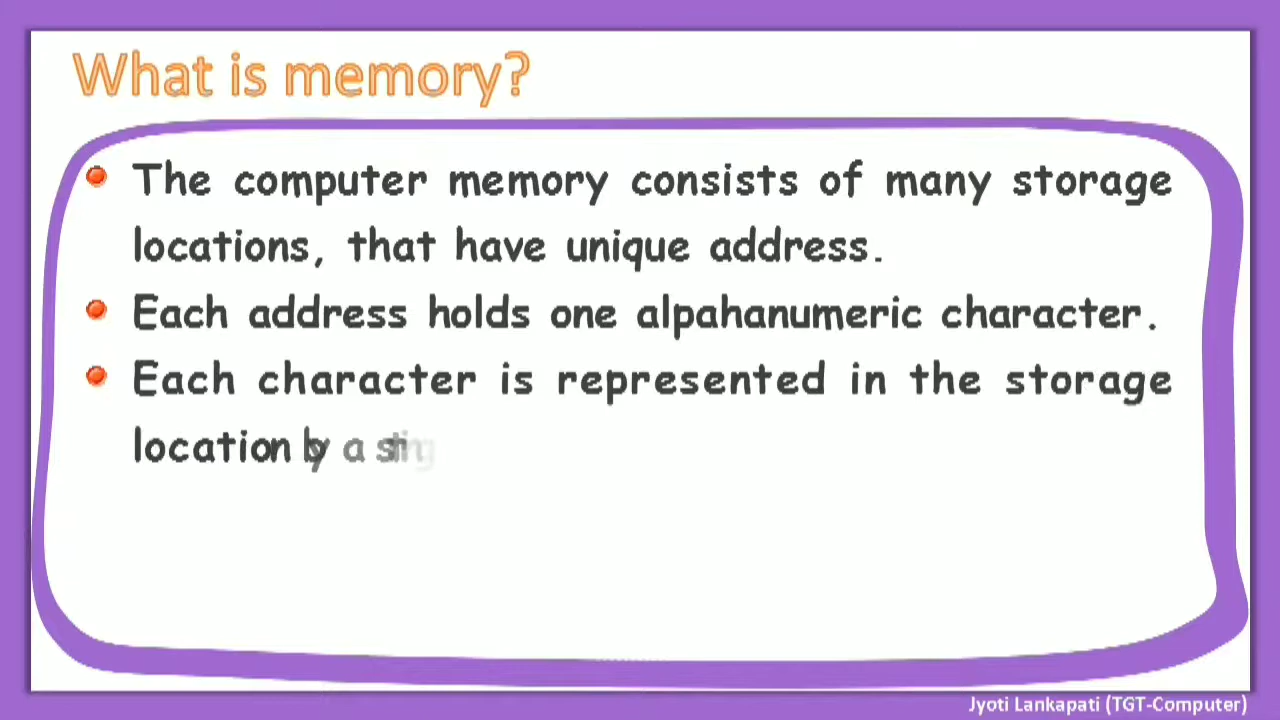 What is memory?
The computer memory consists of many storage
locations, that have unique address.
Each address holds one alpahanumeric character.
Each character is represented in the storage
location by a string
Jyoti Lankapati (TGT-Computer)